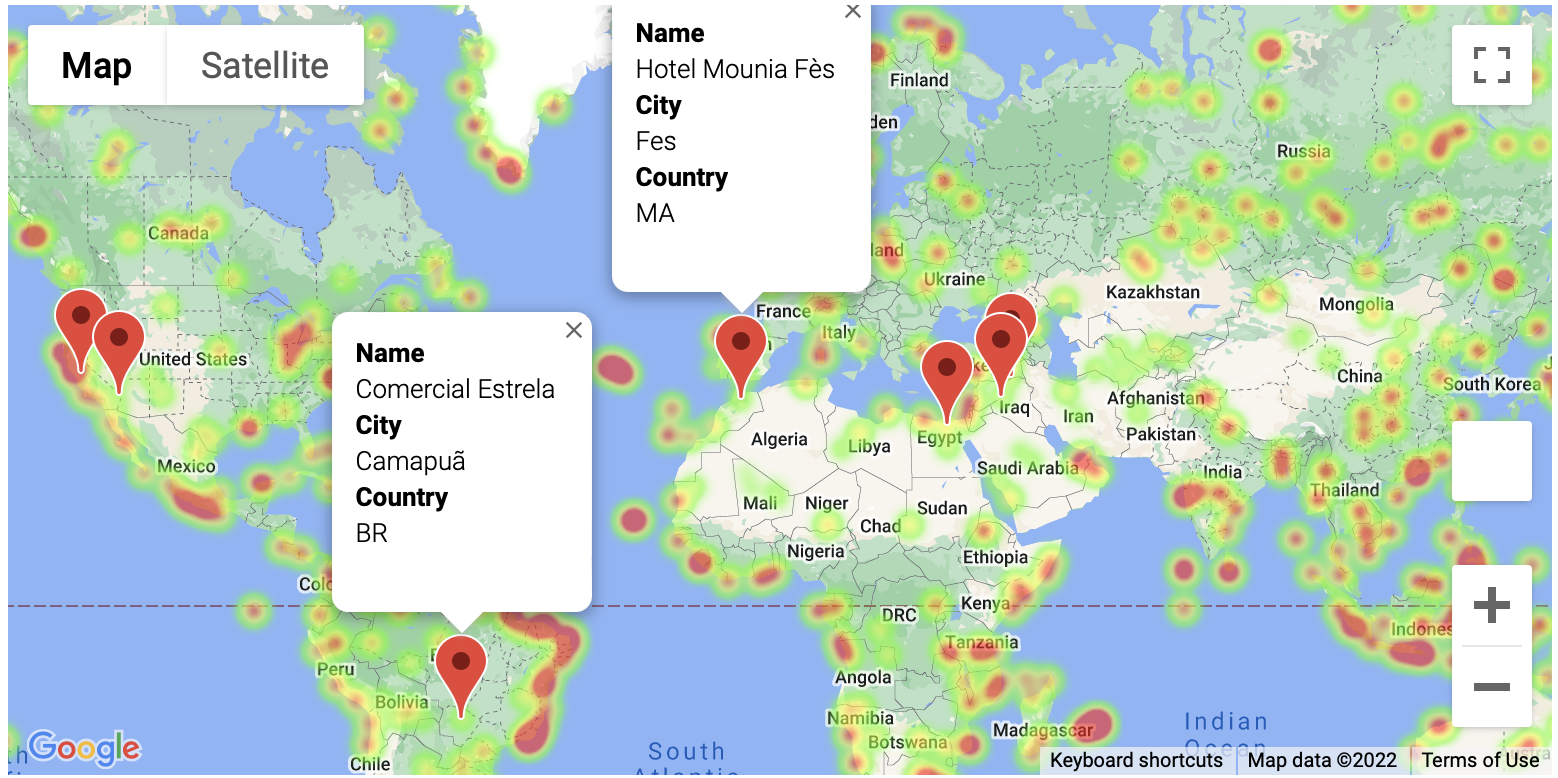 Map
Satellite
Name
Hotel Mounia Fès
City
Fes
Country
MA
Finland
den
Russia
Canada
land
Ukraine
Kazakhstan
Mongolia
France
Italy
United States
Name
Comercial Estrela
City
Camapuã
Country
BR
China
South Korea
Afghanistan
Iraq
Iran
Pakistan
Algeria
Libya
Egypt
Mexico
Saudi Arabia
India
Thailand
Mali
Niger
Sudan
Chad
Nigeria
Ethiopia
Colo
Kenya
DRC
Indones
Tanzania
Peru
Angola
Bolivia
Namibia
Madagascar
Botswana
Chile
South
Atlantic
Indian
Ocean
Google
Keyboard shortcuts
Map data ©2022
Terms of Use